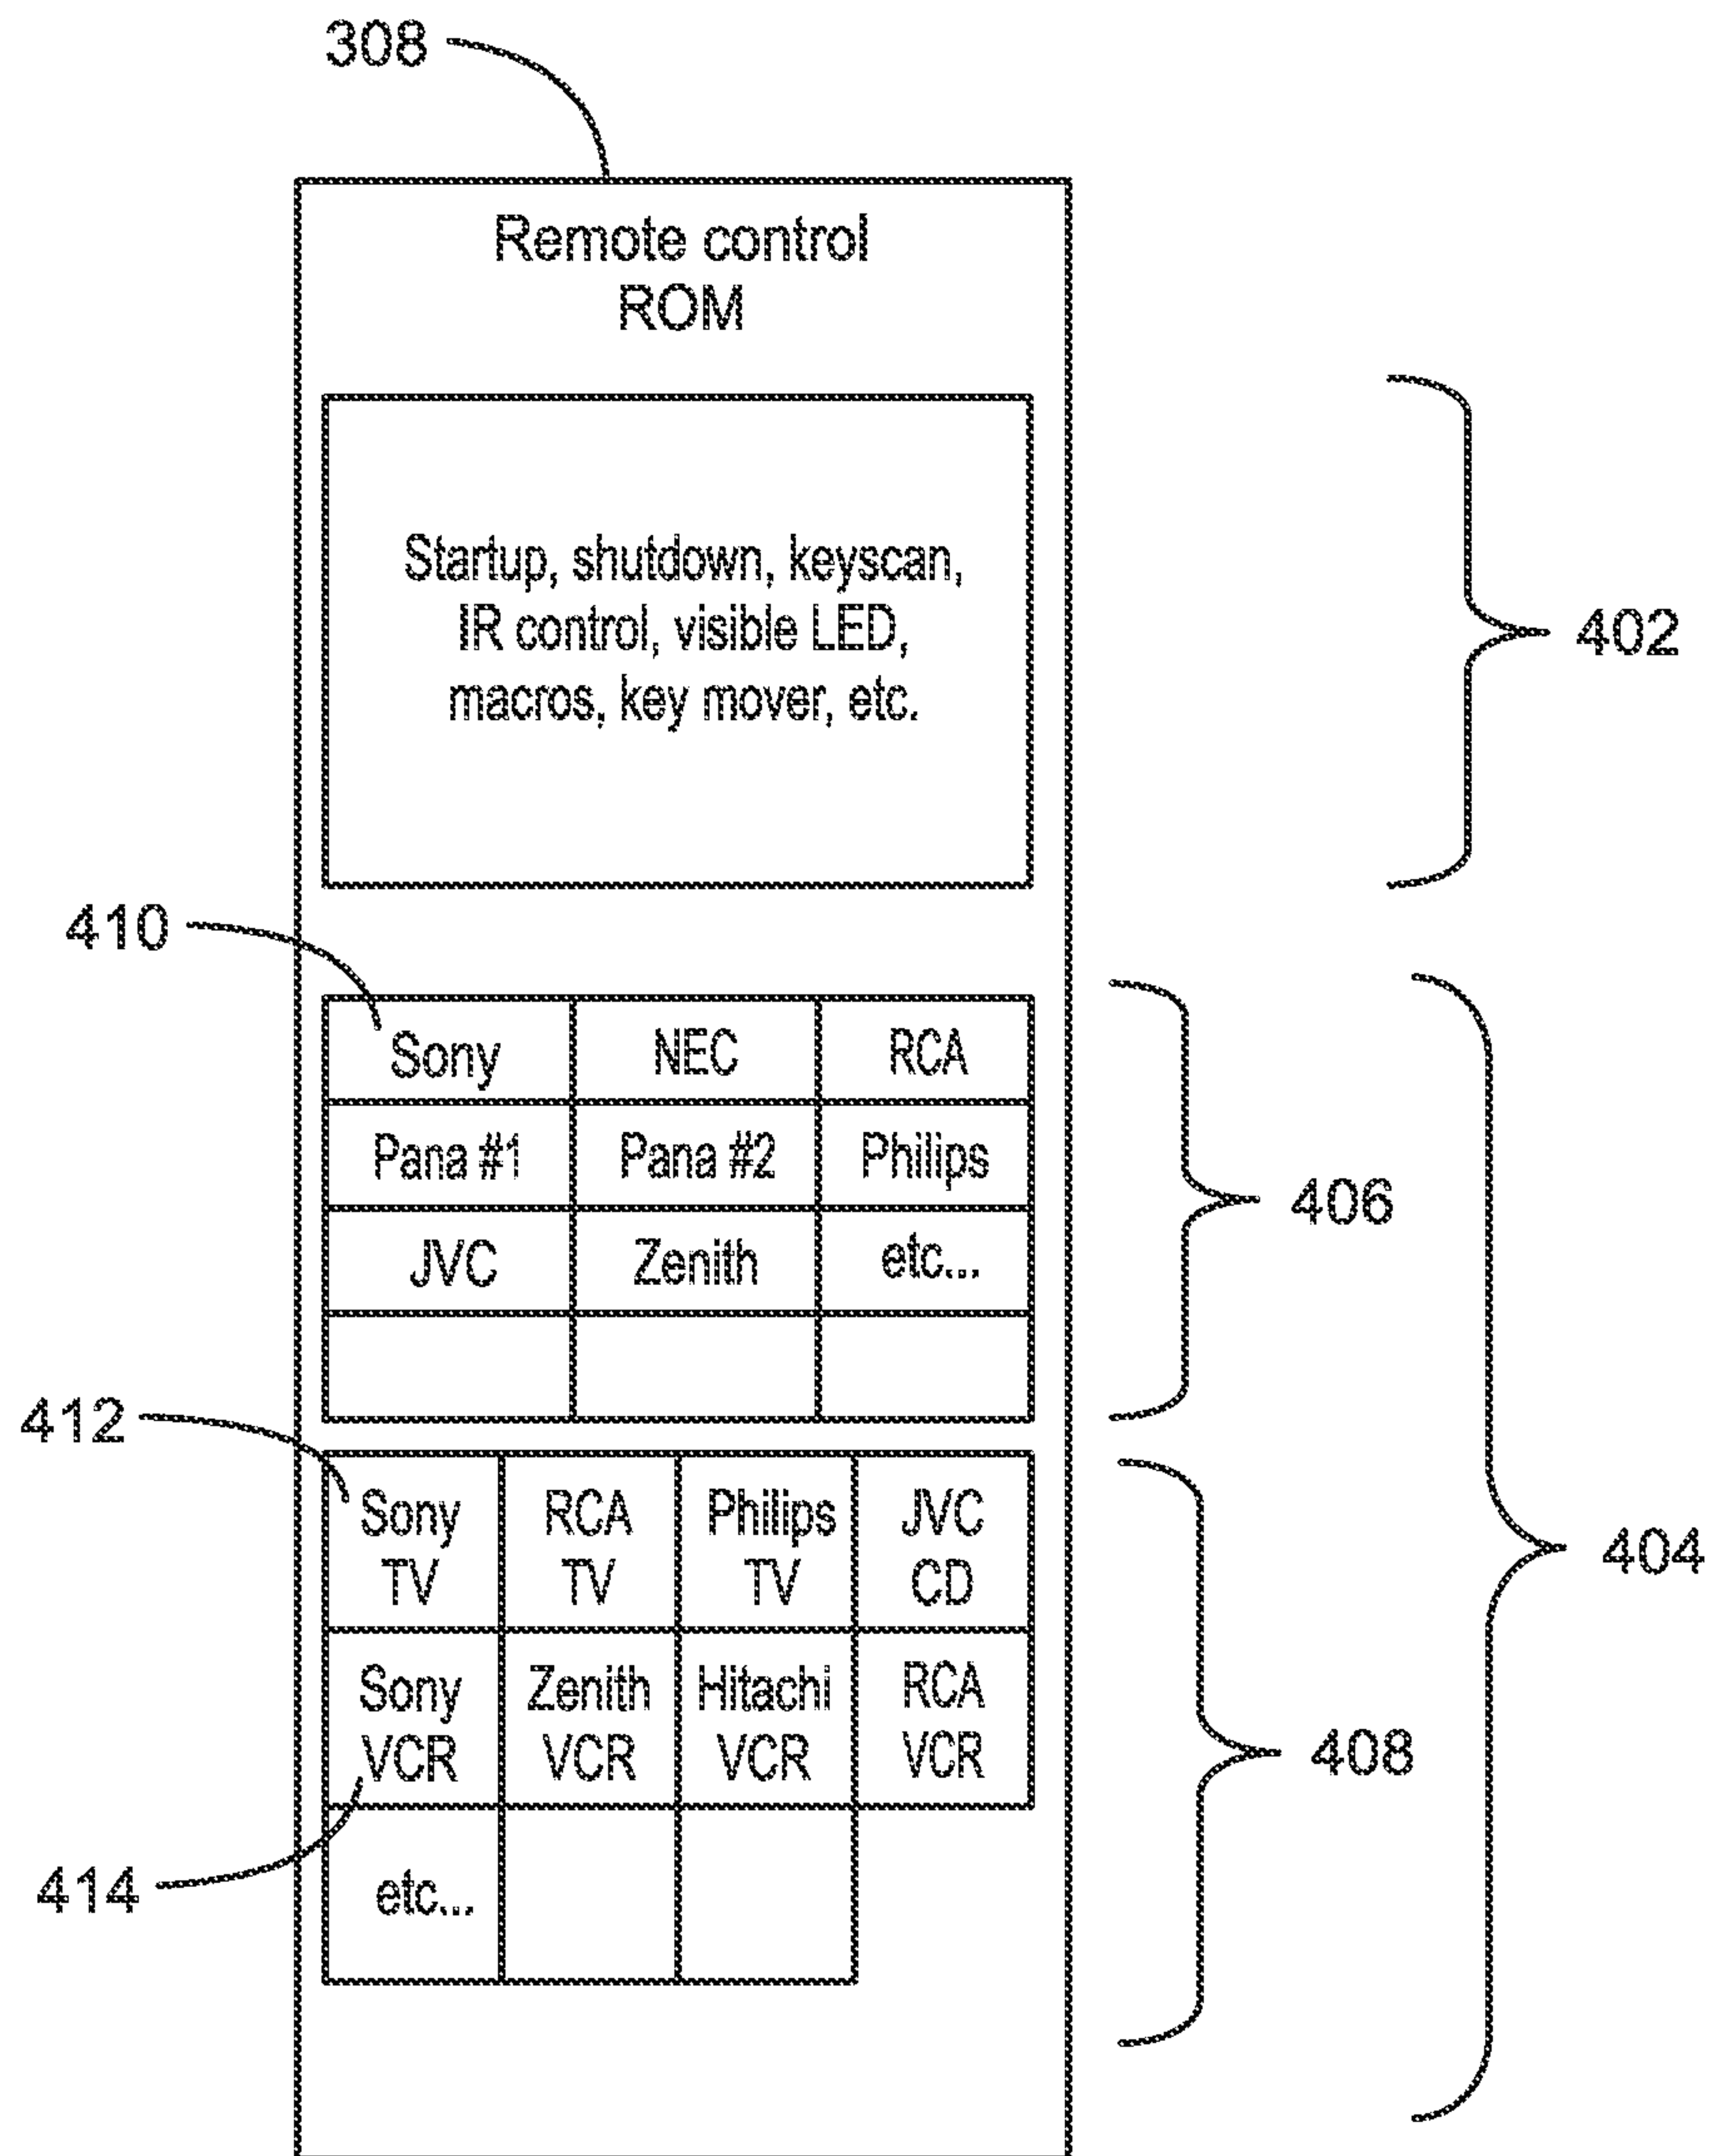 308
Remote control
ROM
Startup, shutdown, keyscan,
IR control, visible LED,
macros, key mover, etc.
402
410
Sony NEC RCA
Pana #1 Pana #2 Philips
JVC Zenith etc...
406
412
Sony RCA Philips JVC
TV TV TV CD
404
Sony Zenith Hitachi RCA
VCR VCR VCR VCR
408
414
etc...